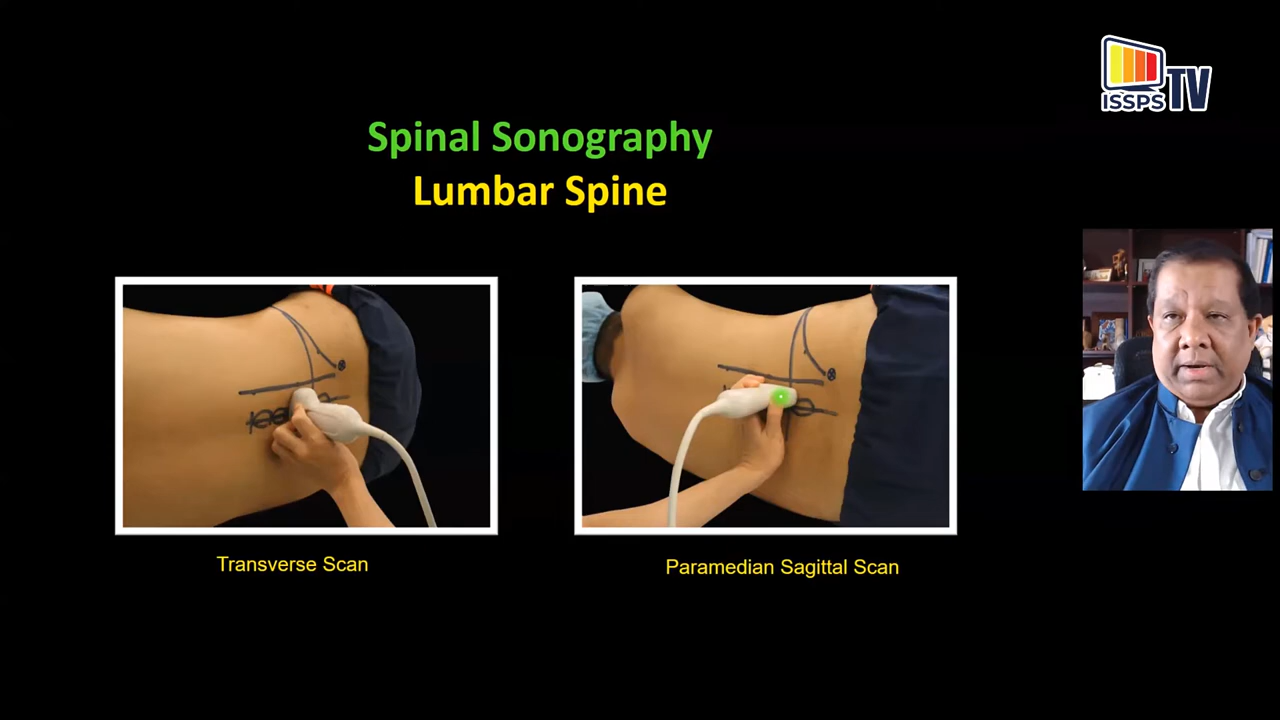 ISSPS TV
Spinal Sonography
Lumbar Spine
Transverse Scan
Paramedian Sagittal Scan